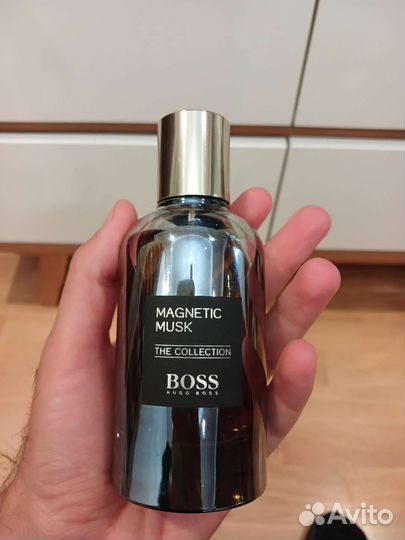 MAGNETIC
MUSK
THE COLLECTION
BOSS
HUGO BOSS
Avito